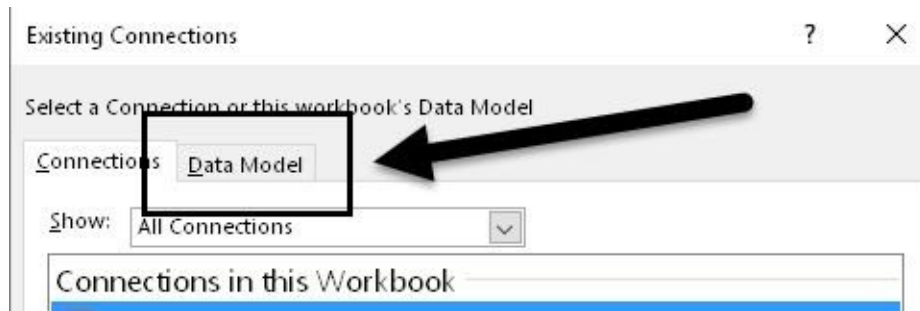 Existing Connections ?
Select a Connection or this workbook's Data Model
Connections Data Model
Show: All Connections
Connections in this Workbook